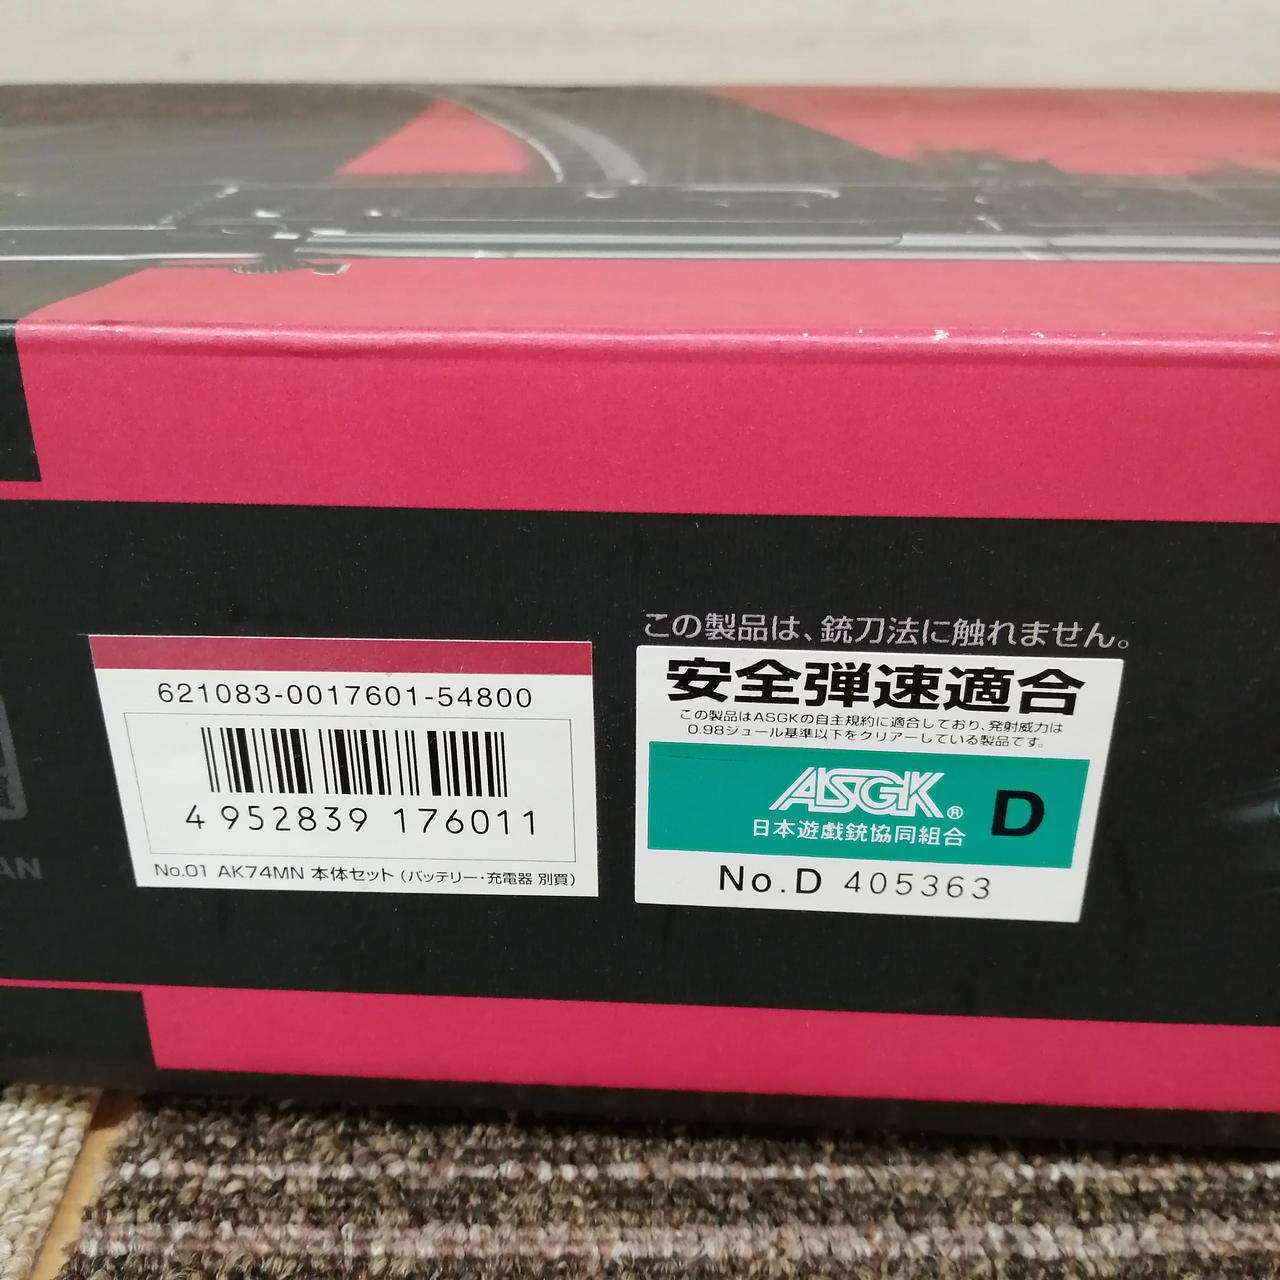 この製品は、銃刀法に触れません。
621083-0017601-54800
4 952839 176011
No.01 AK74MN 本体セット (バッテリー・充電器 別買)
安全弾速適合
この製品はASGKの自主規約に適合しており、発射威力は
0.98ジュール基準以下をクリアーしている製品です。
ASGK®
日本遊戯銃協同組合
D
No.D 405363
AN